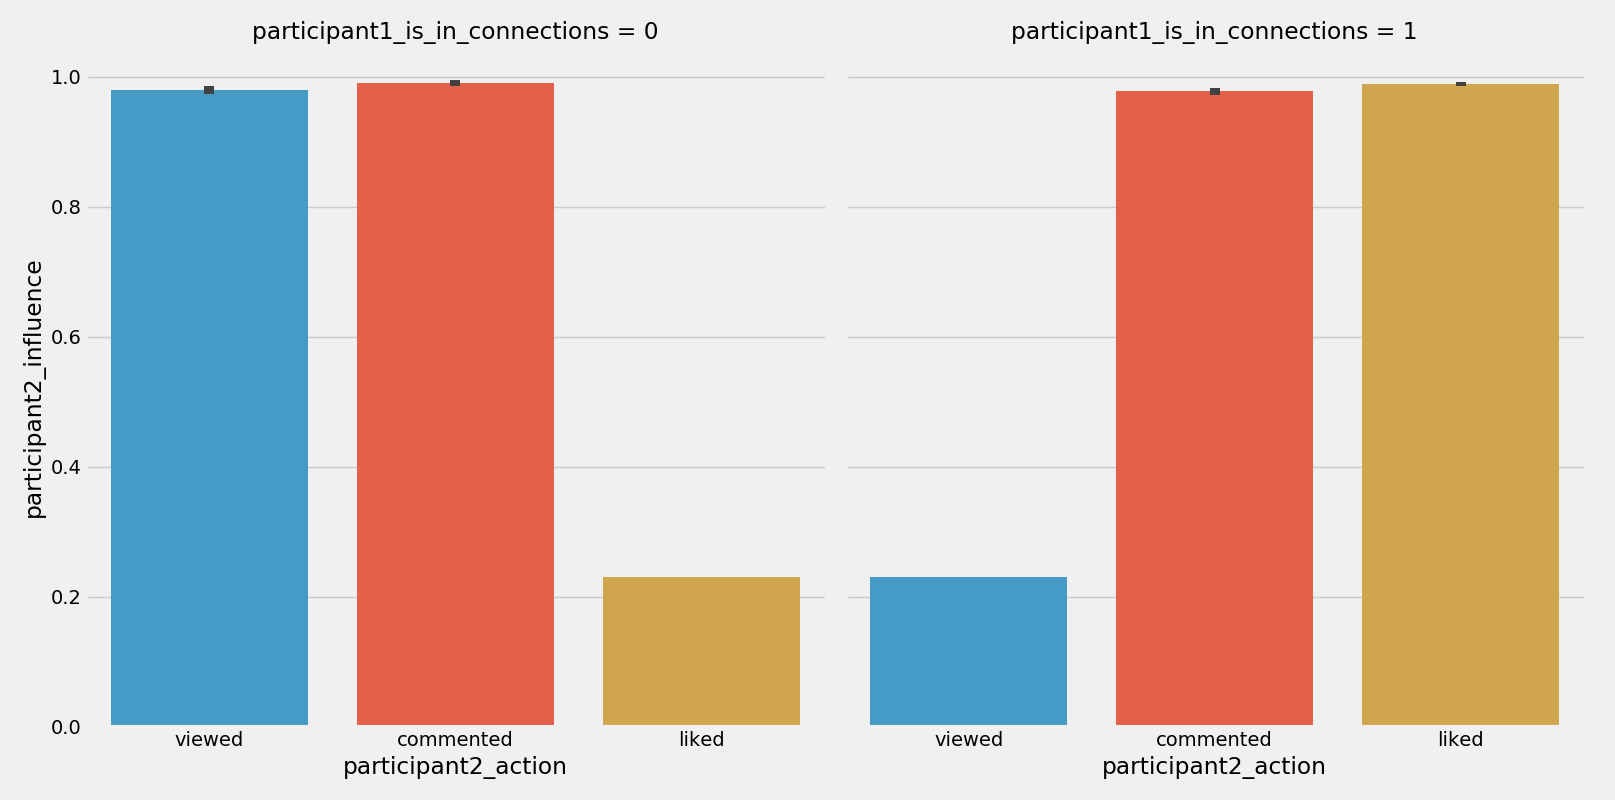 participant1_is_in_connections = 0
participant1_is_in_connections = 1
participant2_influence
1.0
0.8
0.6
0.4
0.2
0.0
viewed commented liked
viewed commented liked
participant2_action
participant2_action